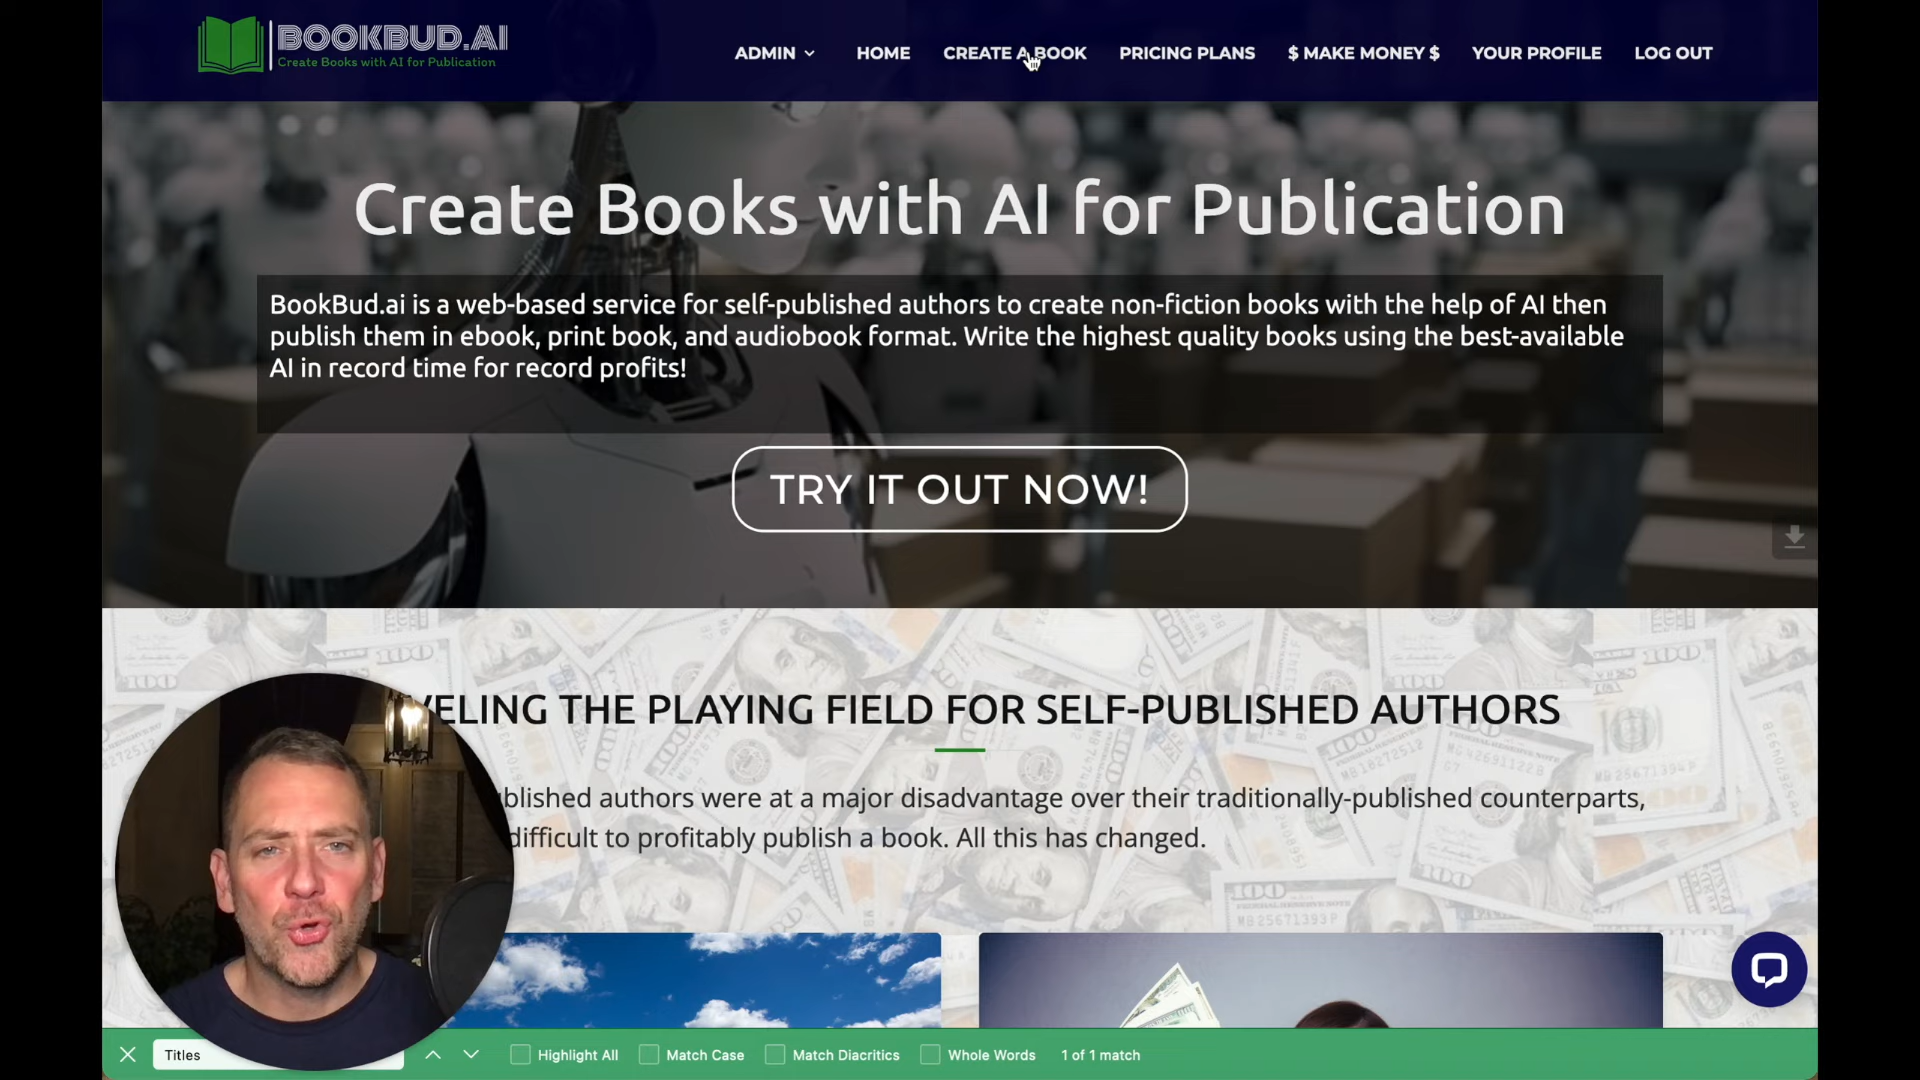 BOOKBUD.AI
Create Books with AI for Publication
ADMIN HOME CREATE A BOOK PRICING PLANS $ MAKE MONEY $ YOUR PROFILE LOG OUT
Create Books with AI for Publication
BookBud.ai is a web-based service for self-published authors to create non-fiction books with the help of AI then
publish them in ebook, print book, and audiobook format. Write the highest quality books using the best-available
AI in record time for record profits!
TRY IT OUT NOW!
VELING THE PLAYING FIELD FOR SELF-PUBLISHED AUTHORS
blished authors were at a major disadvantage over their traditionally-published counterparts,
difficult to profitably publish a book. All this has changed.
Titles Highlight All Match Case Match Diacritics Whole Words 1 of 1 match